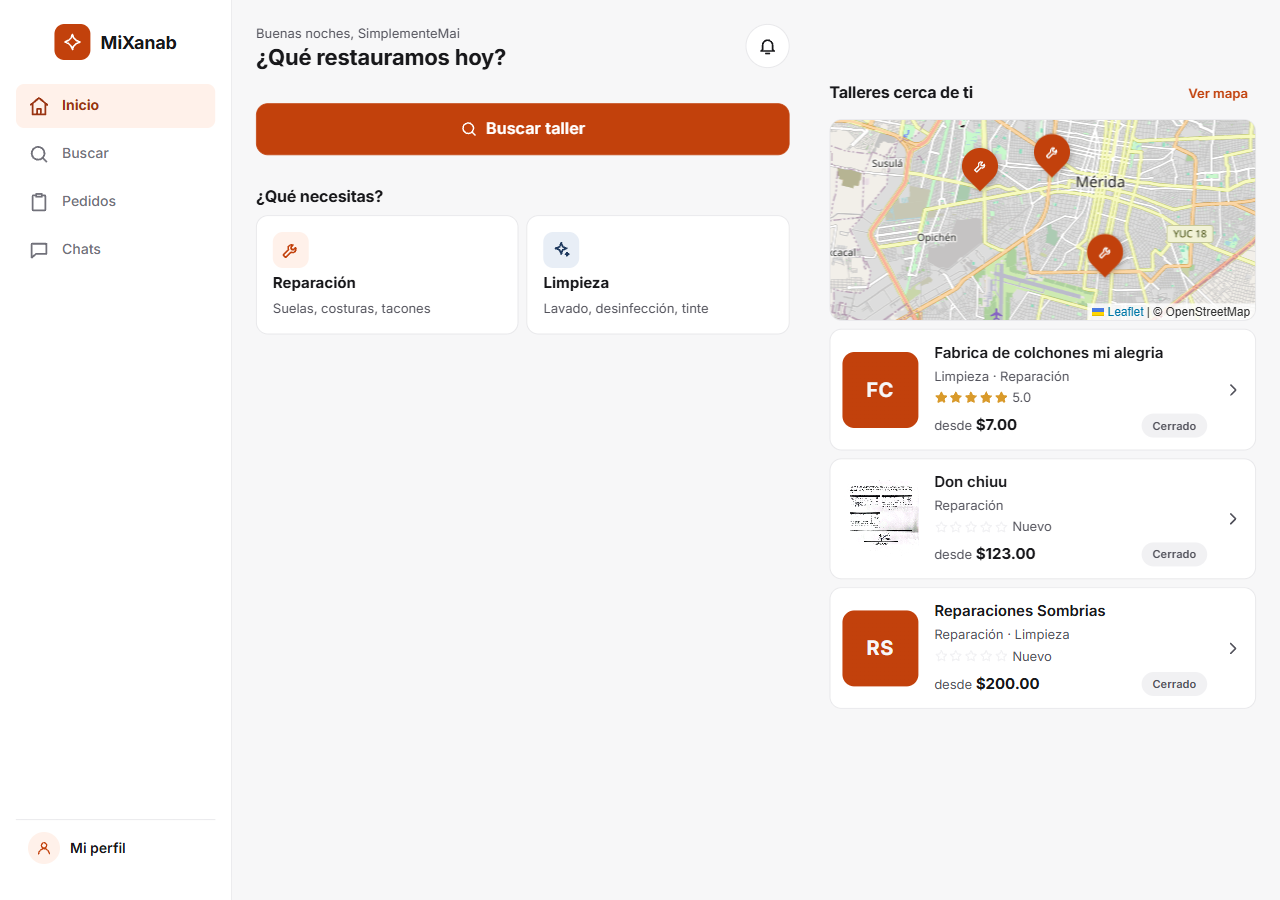 MiXanab
Inicio
Buscar
Pedidos
Chats
Mi perfil
Buenas noches, SimplementeMai
¿Qué restauramos hoy?
Buscar taller
¿Qué necesitas?
Reparación
Suelas, costuras, tacones
Limpieza
Lavado, desinfección, tinte
Talleres cerca de ti
Ver mapa
Susulá
Mérida
Opichén
YUC 18
xcacal
Leaflet | © OpenStreetMap
FC
Fabrica de colchones mi alegria
Limpieza · Reparación
5.0
desde $7.00
Cerrado
Don chiuu
Reparación
Nuevo
desde $123.00
Cerrado
RS
Reparaciones Sombrias
Reparación · Limpieza
Nuevo
desde $200.00
Cerrado